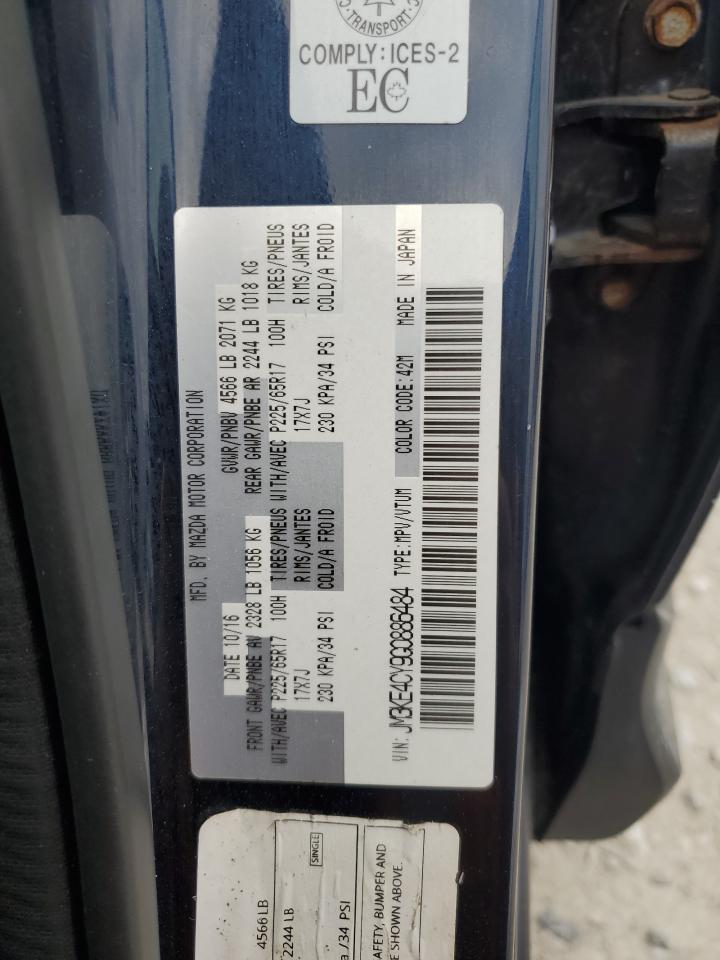 TRANSPORT
COMPLY: ICES-2
EC
MFD. BY MAZDA MOTOR CORPORATION
DATE 10/16 GVWR/PNBV 4566 LB 2071 KG
FRONT GAWR/PNBE AV 2328 LB 1056 KG REAR GAWR/PNBE AR 2244 LB 1018 KG
WITH/AVEC P225/65R17 100H TIRES/PNEUS WITH/AVEC P225/65R17 100H TIRES/PNEUS
17X7J RIMS/JANTES 17X7J RIMS/JANTES
230 KPA/34 PSI COLD/A FROID 230 KPA/34 PSI COLD/A FROID
VIN: JM3KE4CY9G0886484 TYPE:MPV/VTUM COLOR CODE:42M MADE IN JAPAN
4566 LB
2244 LB SINGLE
/34 PSI
AFETY, BUMPER AND
E SHOWN ABOVE.